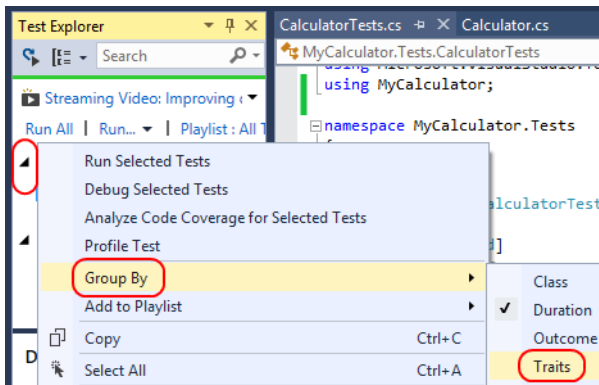 Test Explorer
CalculatorTests.cs
Calculator.cs
Search
MyCalculator.Tests.CalculatorTests
Streaming Video: Improving
using MyCalculator;
Run All | Run... | Playlist : All T
namespace MyCalculator.Tests
Run Selected Tests
Debug Selected Tests
alculatorTest
Analyze Code Coverage for Selected Tests
Profile Test
]
Group By
Class
Add to Playlist
Duration
Copy Ctrl+C
Outcome
Select All Ctrl+A
Traits
D